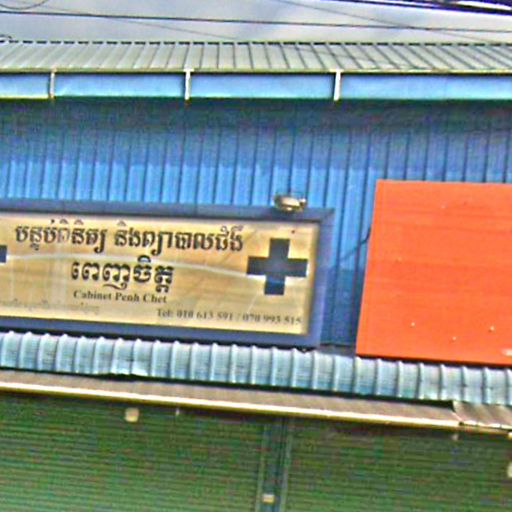 បន្ទប់ពិនិត្យ និងព្យាបាលជំងឺ
ពេញចិត្ត
Cabinet Penh Chet
Tel: 010 613 591 / 070 993 515